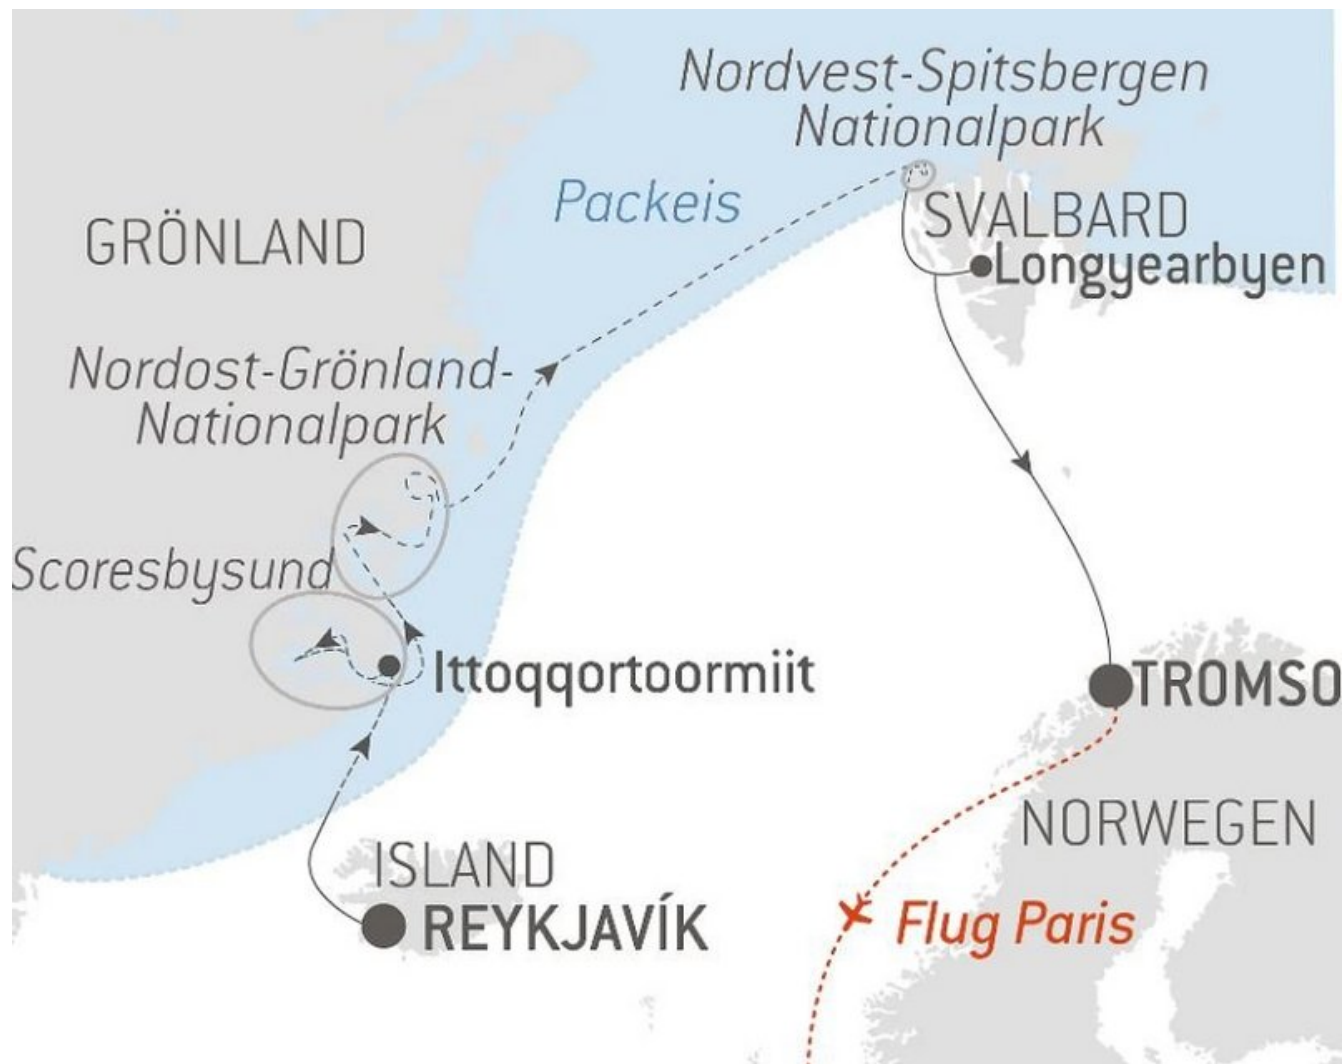 Nordvest-Spitsbergen
Nationalpark
Packeis
SVALBARD
GRÖNLAND
Longyearbyen
Nordost-Grönland-
Nationalpark
Scoresbysund
Ittoqqortoormiit
TROMSO
NORWEGEN
ISLAND
REYKJAVÍK
Flug Paris